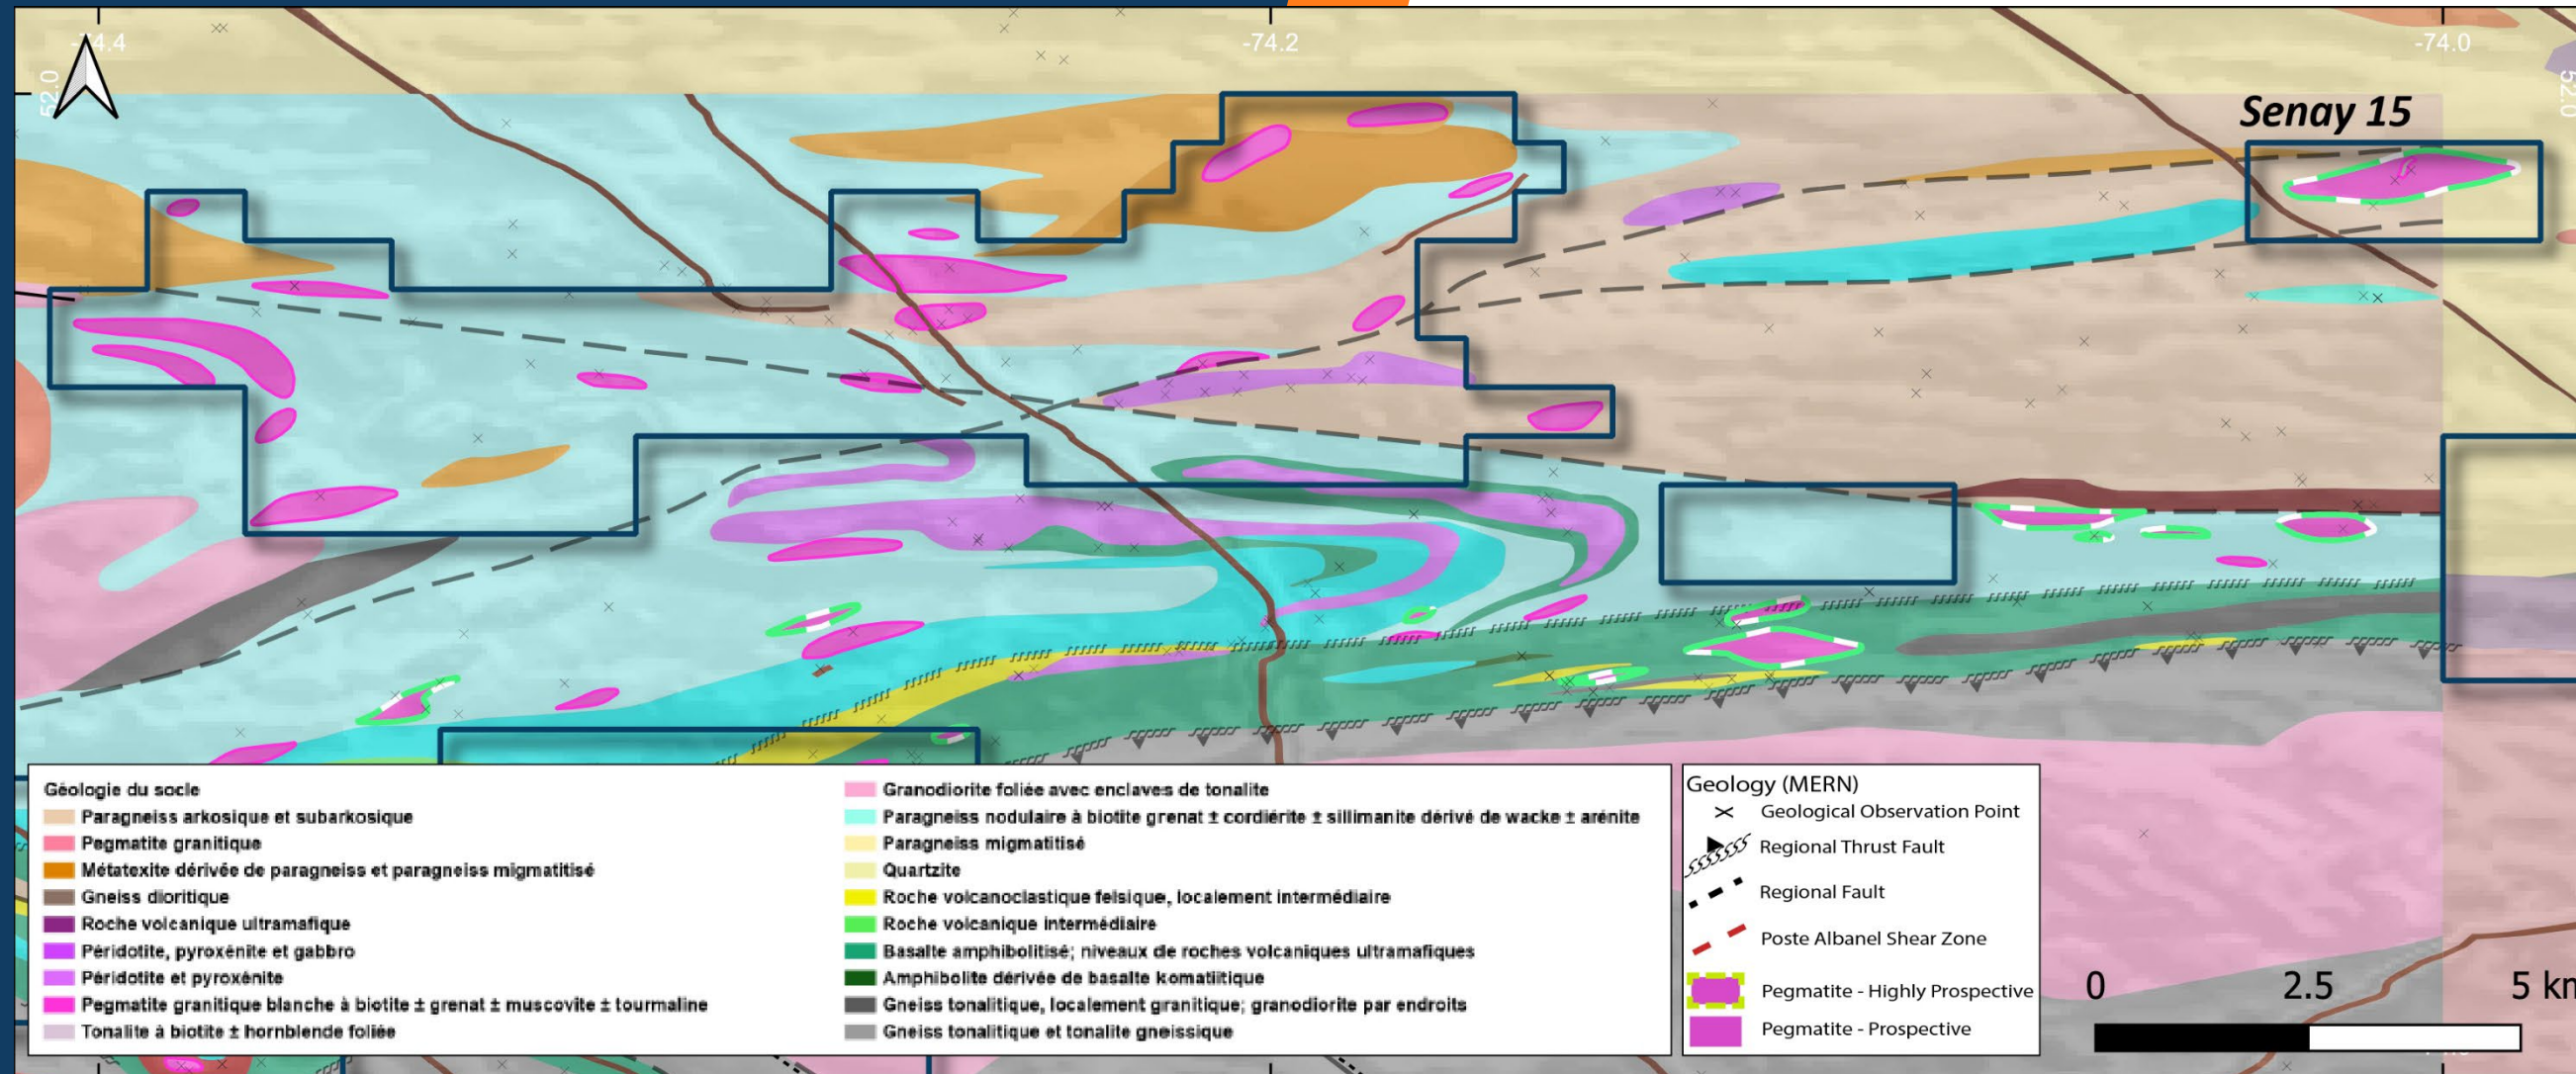 -74.4
-74.2
-74.0
52.0
52.0
Senay 15
Géologie du socle
Paragneiss arkosique et subarkosique
Pegmatite granitique
Métatexite dérivée de paragneiss et paragneiss migmatitisé
Gneiss dioritique
Roche volcanique ultramafique
Péridotite, pyroxénite et gabbro
Péridotite et pyroxénite
Pegmatite granitique blanche à biotite ± grenat ± muscovite ± tourmaline
Tonalite à biotite ± hornblende foliée
Granodiorite foliée avec enclaves de tonalite
Paragneiss nodulaire à biotite grenat ± cordiérite ± sillimanite dérivé de wacke ± arénite
Paragneiss migmatitisé
Quartzite
Roche volcanoclastique felsique, localement intermédiaire
Roche volcanique intermédiaire
Basalte amphibolitisé; niveaux de roches volcaniques ultramafiques
Amphibolite dérivée de basalte komatiitique
Gneiss tonalitique, localement granitique; granodiorite par endroits
Gneiss tonalitique et tonalite gneissique
Geology (MERN)
Geological Observation Point
Regional Thrust Fault
Regional Fault
Poste Albanel Shear Zone
Pegmatite - Highly Prospective
Pegmatite - Prospective
0 2.5 5 km